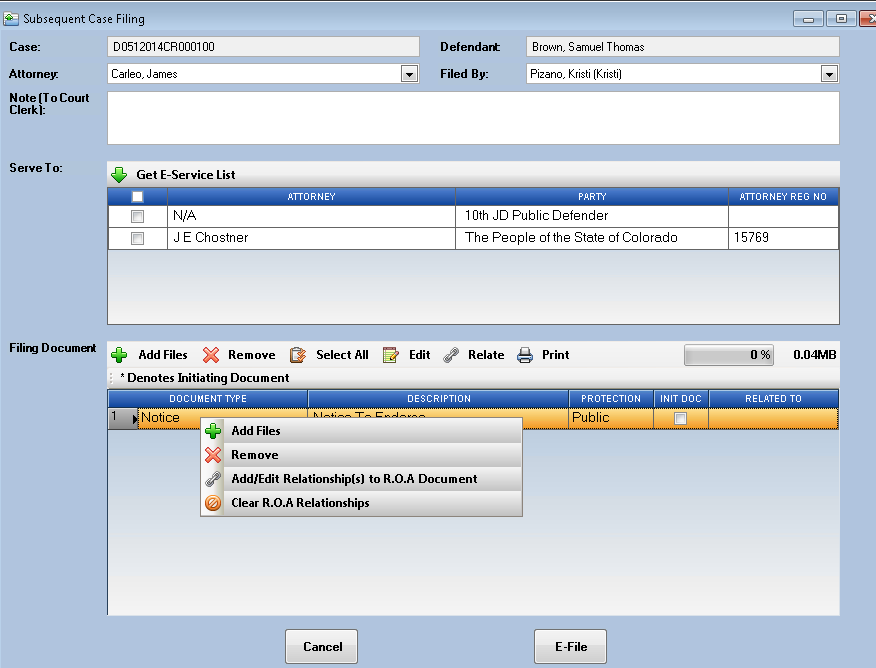 Subsequent Case Filing
Case: D0512014CR000100 Defendant: Brown, Samuel Thomas
Attorney: Carleo, James Filed By: Pizano, Kristi (Kristi)
Note (To Court
Clerk):
Serve To: Get E-Service List
ATTORNEY PARTY ATTORNEY REG NO
N/A 10th JD Public Defender
J E Chostner The People of the State of Colorado 15769
Filing Document Add Files Remove Select All Edit Relate Print 0 % 0.04MB
* Denotes Initiating Document
DOCUMENT TYPE DESCRIPTION PROTECTION INIT DOC RELATED TO
1 Notice Notice To Endorse Public
Add Files
Remove
Add/Edit Relationship(s) to R.O.A Document
Clear R.O.A Relationships
Cancel E-File